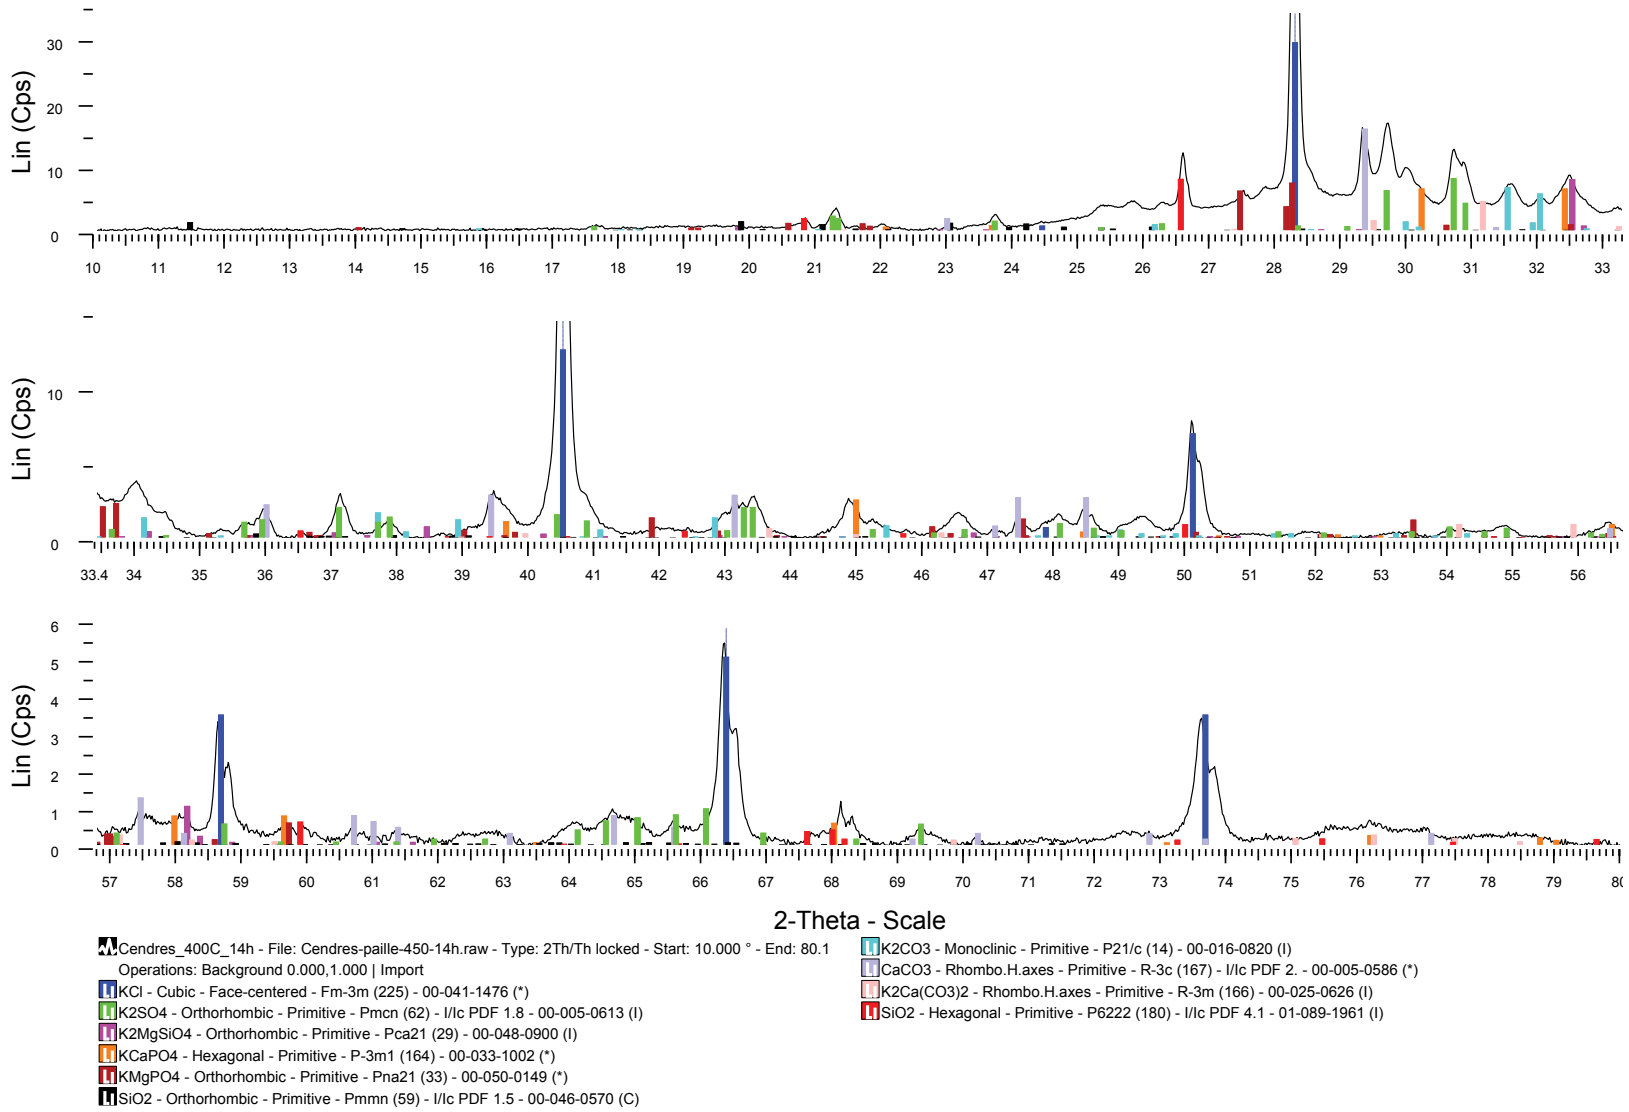 Lin (Cps)
30
20
10
0
10 11 12 13 14 15 16 17 18 19 20 21 22 23 24 25 26 27 28 29 30 31 32 33
Lin (Cps)
10
0
33.4 34 35 36 37 38 39 40 41 42 43 44 45 46 47 48 49 50 51 52 53 54 55 56
Lin (Cps)
6
5
4
3
2
1
0
57 58 59 60 61 62 63 64 65 66 67 68 69 70 71 72 73 74 75 76 77 78 79 80
2-Theta - Scale
Cendres_400C_14h - File: Cendres-paille-450-14h.raw - Type: 2Th/Th locked - Start: 10.000 ° - End: 80.1
Operations: Background 0.000,1.000 | Import
KCl - Cubic - Face-centered - Fm-3m (225) - 00-041-1476 (*)
K2SO4 - Orthorhombic - Primitive - Pmcn (62) - I/Ic PDF 1.8 - 00-005-0613 (I)
K2MgSiO4 - Orthorhombic - Primitive - Pca21 (29) - 00-048-0900 (I)
KCaPO4 - Hexagonal - Primitive - P-3m1 (164) - 00-033-1002 (*)
KMgPO4 - Orthorhombic - Primitive - Pna21 (33) - 00-050-0149 (*)
SiO2 - Orthorhombic - Primitive - Pmmn (59) - I/Ic PDF 1.5 - 00-046-0570 (C)
K2CO3 - Monoclinic - Primitive - P21/c (14) - 00-016-0820 (I)
CaCO3 - Rhombo.H.axes - Primitive - R-3c (167) - I/Ic PDF 2. - 00-005-0586 (*)
K2Ca(CO3)2 - Rhombo.H.axes - Primitive - R-3m (166) - 00-025-0626 (I)
SiO2 - Hexagonal - Primitive - P6222 (180) - I/Ic PDF 4.1 - 01-089-1961 (I)